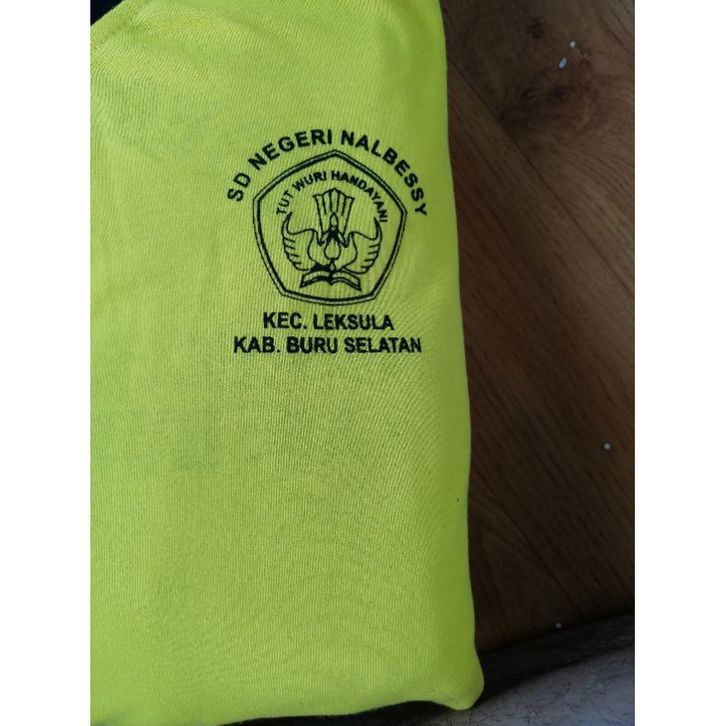 SD NEGERI NALBESSY
TUT WURI HANDAYANI
KEC. LEKSULA
KAB. BURU SELATAN